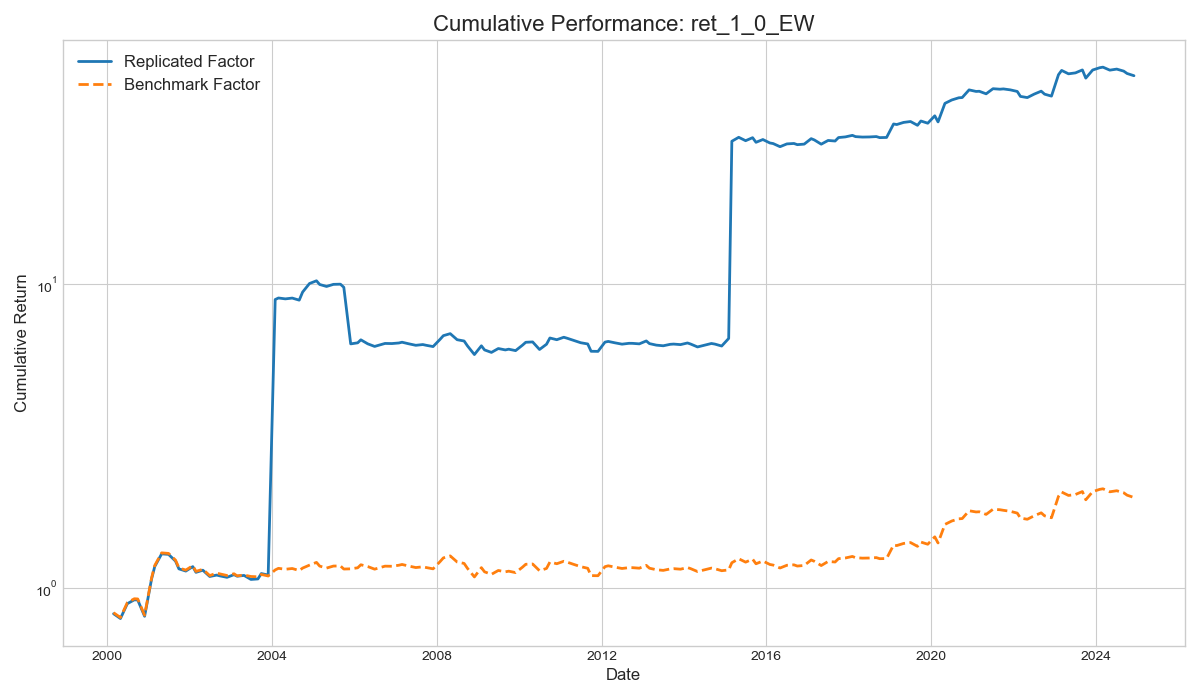 Cumulative Performance: ret_1_0_EW
Replicated Factor
Benchmark Factor
Cumulative Return
10¹
10⁰
2000 2004 2008 2012 2016 2020 2024
Date